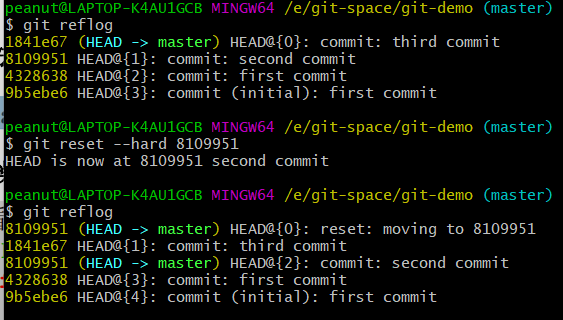 peanut@LAPTOP-K4AU1GCB MINGW64 /e/git-space/git-demo (master)
$ git reflog
1841e67 (HEAD -> master) HEAD@{0}: commit: third commit
8109951 HEAD@{1}: commit: second commit
4328638 HEAD@{2}: commit: first commit
9b5ebe6 HEAD@{3}: commit (initial): first commit
peanut@LAPTOP-K4AU1GCB MINGW64 /e/git-space/git-demo (master)
$ git reset --hard 8109951
HEAD is now at 8109951 second commit
peanut@LAPTOP-K4AU1GCB MINGW64 /e/git-space/git-demo (master)
$ git reflog
8109951 (HEAD -> master) HEAD@{0}: reset: moving to 8109951
1841e67 HEAD@{1}: commit: third commit
8109951 (HEAD -> master) HEAD@{2}: commit: second commit
4328638 HEAD@{3}: commit: first commit
9b5ebe6 HEAD@{4}: commit (initial): first commit